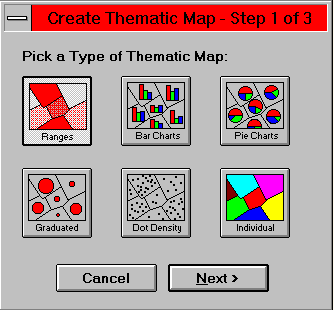 Create Thematic Map - Step 1 of 3
Pick a Type of Thematic Map:
Ranges
Bar Charts
Pie Charts
Graduated
Dot Density
Individual
Cancel
Next >